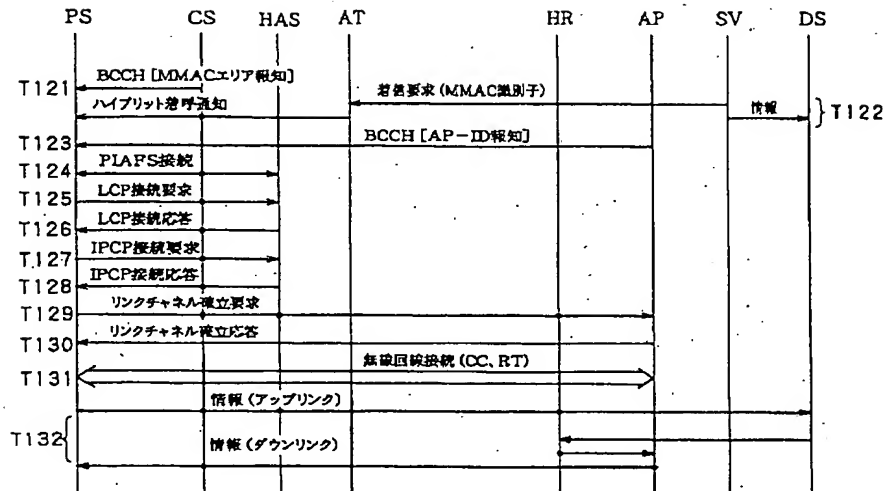 PS CS HAS AT HR AP SV DS
T121 BCCH [MMACエリア報知]
着信要求 (MMAC識別子)
ハイブリット着呼通知
情報 T122
T123 BCCH [AP-ID報知]
T124 PIAFS接続
T125 LCP接続要求
T126 LCP接続応答
T127 IPCP接続要求
T128 IPCP接続応答
T129 リンクチャネル確立要求
T130 リンクチャネル確立応答
T131 無線回線接続 (CC、RT)
情報 (アップリンク)
T132 情報 (ダウンリンク)